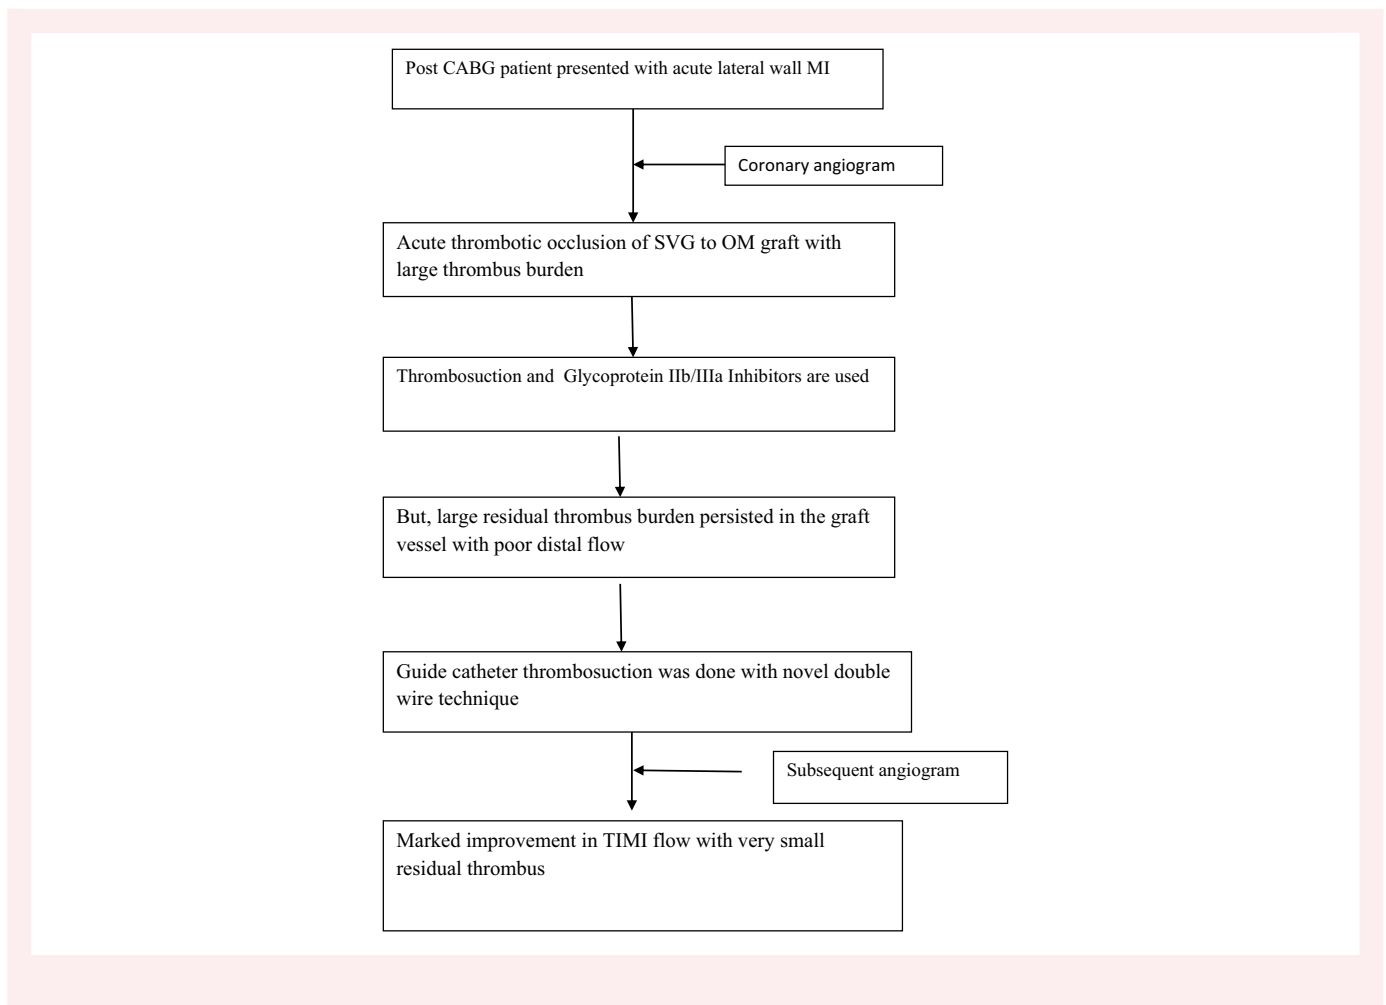 Post CABG patient presented with acute lateral wall MI
Coronary angiogram
Acute thrombotic occlusion of SVG to OM graft with
large thrombus burden
Thrombosuction and  Glycoprotein IIb/IIIa Inhibitors are used
But, large residual thrombus burden persisted in the graft
vessel with poor distal flow
Guide catheter thrombosuction was done with novel double
wire technique
Subsequent angiogram
Marked improvement in TIMI flow with very small
residual thrombus